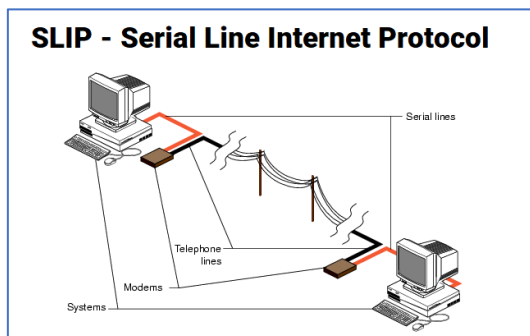 SLIP - Serial Line Internet Protocol
Serial lines
Telephone
lines
Modems
Systems